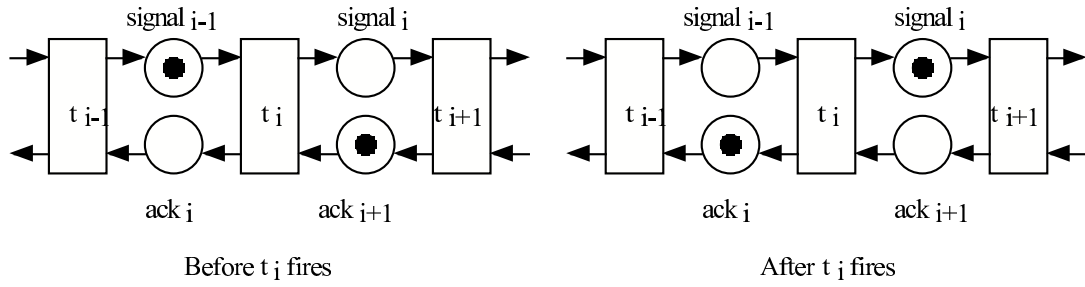 signal i-1 signal i signal i-1 signal i
t i-1 t i t i+1 t i-1 t i t i+1
ack i ack i+1 ack i ack i+1
Before t i fires After t i fires